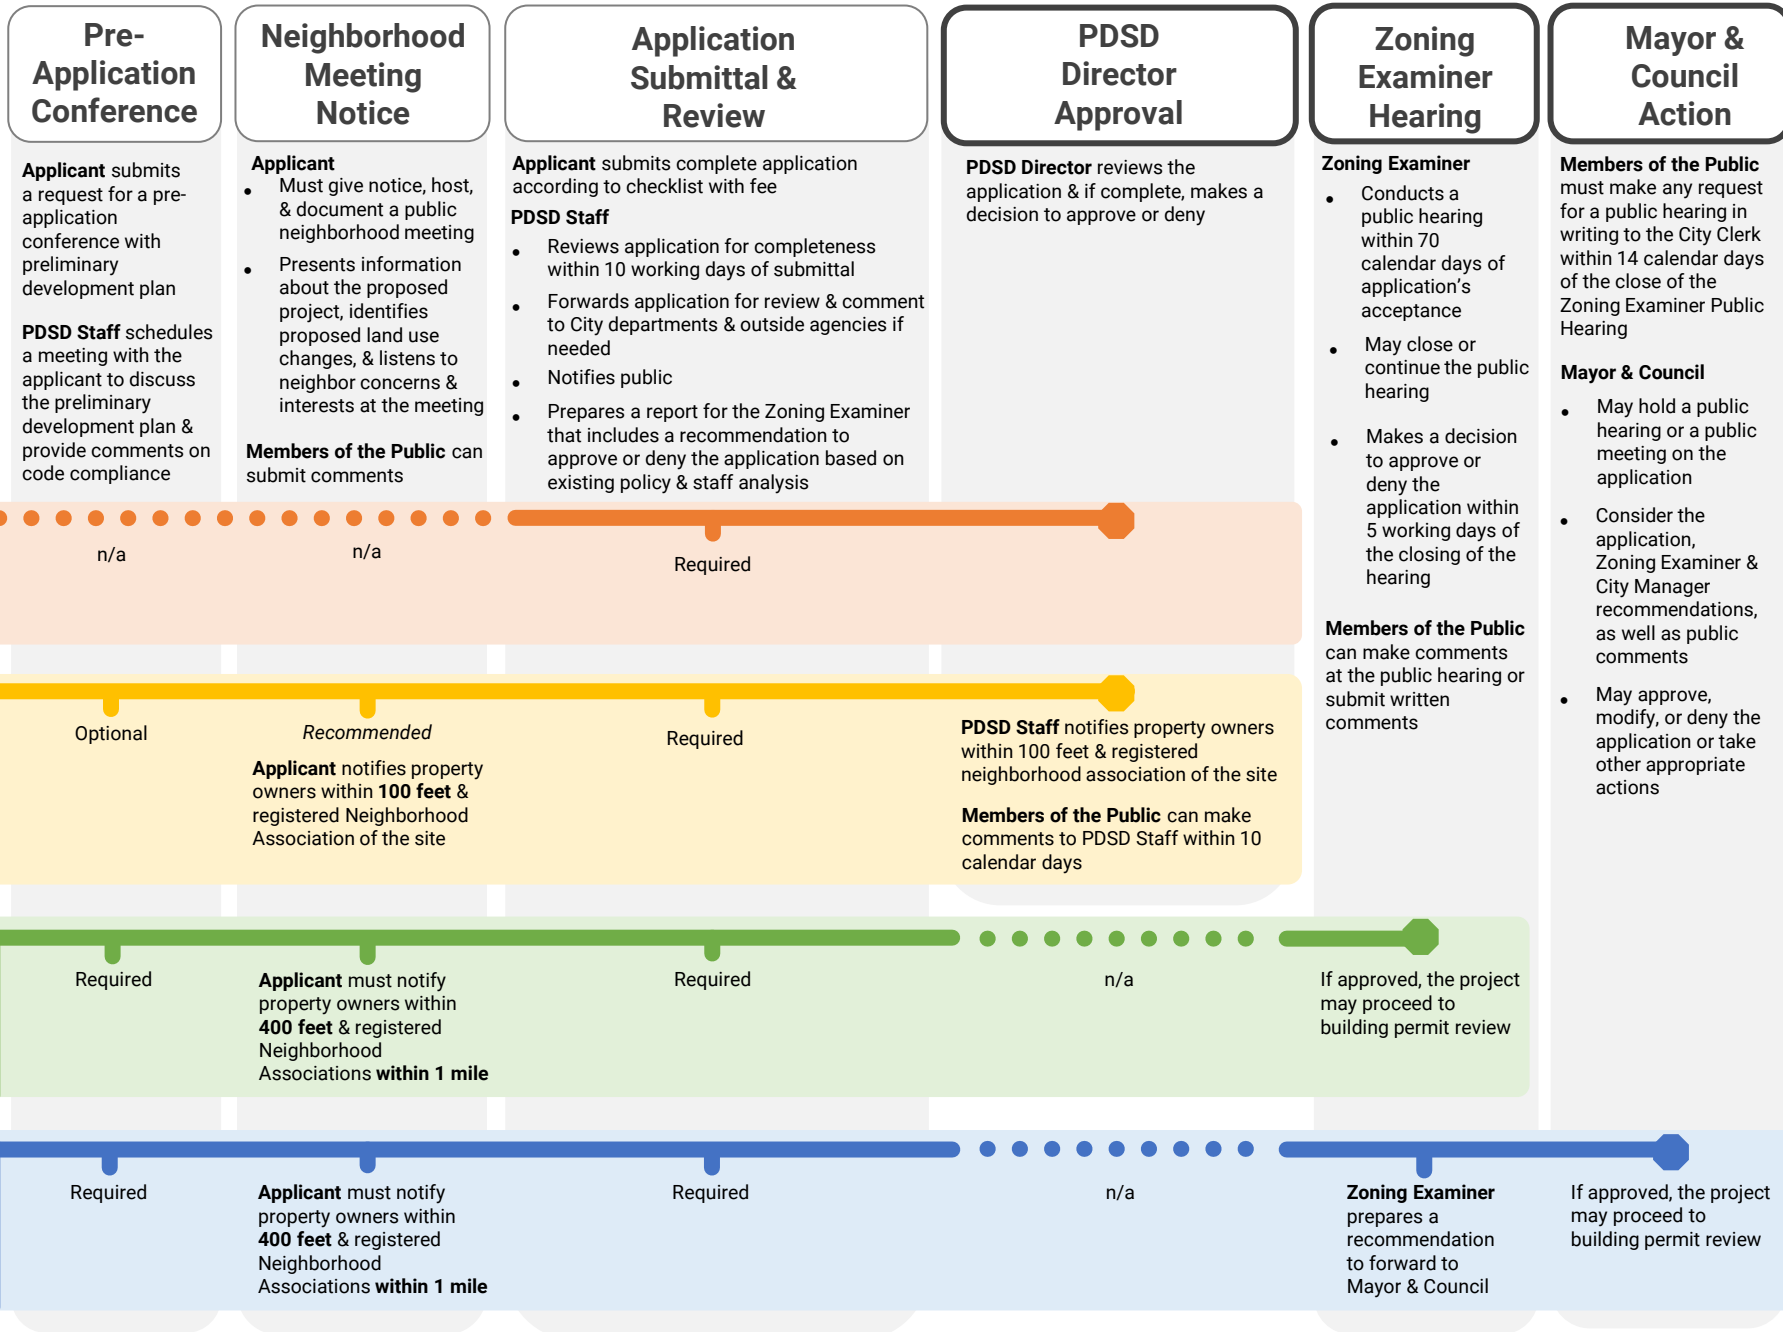 Pre-
Application
Conference
Neighborhood
Meeting
Notice
Application
Submittal &
Review
PDSD
Director
Approval
Zoning
Examiner
Hearing
Mayor &
Council
Action
Applicant submits
a request for a pre-
application
conference with
preliminary
development plan
PDSD Staff schedules
a meeting with the
applicant to discuss
the preliminary
development plan &
provide comments on
code compliance
Applicant
• Must give notice, host,
& document a public
neighborhood meeting
• Presents information
about the proposed
project, identifies
proposed land use
changes, & listens to
neighbor concerns &
interests at the meeting
Members of the Public can
submit comments
Applicant submits complete application
according to checklist with fee
PDSD Staff
• Reviews application for completeness
within 10 working days of submittal
• Forwards application for review & comment
to City departments & outside agencies if
needed
• Notifies public
• Prepares a report for the Zoning Examiner
that includes a recommendation to
approve or deny the application based on
existing policy & staff analysis
PDSD Director reviews the
application & if complete, makes a
decision to approve or deny
Zoning Examiner
• Conducts a
public hearing
within 70
calendar days of
application's
acceptance
• May close or
continue the public
hearing
• Makes a decision
to approve or
deny the
application within
5 working days of
the closing of the
hearing
Members of the Public
can make comments
at the public hearing or
submit written
comments
Members of the Public
must make any request
for a public hearing in
writing to the City Clerk
within 14 calendar days
of the close of the
Zoning Examiner Public
Hearing
Mayor & Council
• May hold a public
hearing or a public
meeting on the
application
• Consider the
application,
Zoning Examiner &
City Manager
recommendations,
as well as public
comments
• May approve,
modify, or deny the
application or take
other appropriate
actions
n/a
n/a
Required
Optional
Recommended
Applicant notifies property
owners within 100 feet &
registered Neighborhood
Association of the site
Required
PDSD Staff notifies property owners
within 100 feet & registered
neighborhood association of the site
Members of the Public can make
comments to PDSD Staff within 10
calendar days
Required
Applicant must notify
property owners within
400 feet & registered
Neighborhood
Associations within 1 mile
Required
n/a
If approved, the project
may proceed to
building permit review
Required
Applicant must notify
property owners within
400 feet & registered
Neighborhood
Associations within 1 mile
Required
n/a
Zoning Examiner
prepares a
recommendation
to forward to
Mayor & Council
If approved, the project
may proceed to
building permit review